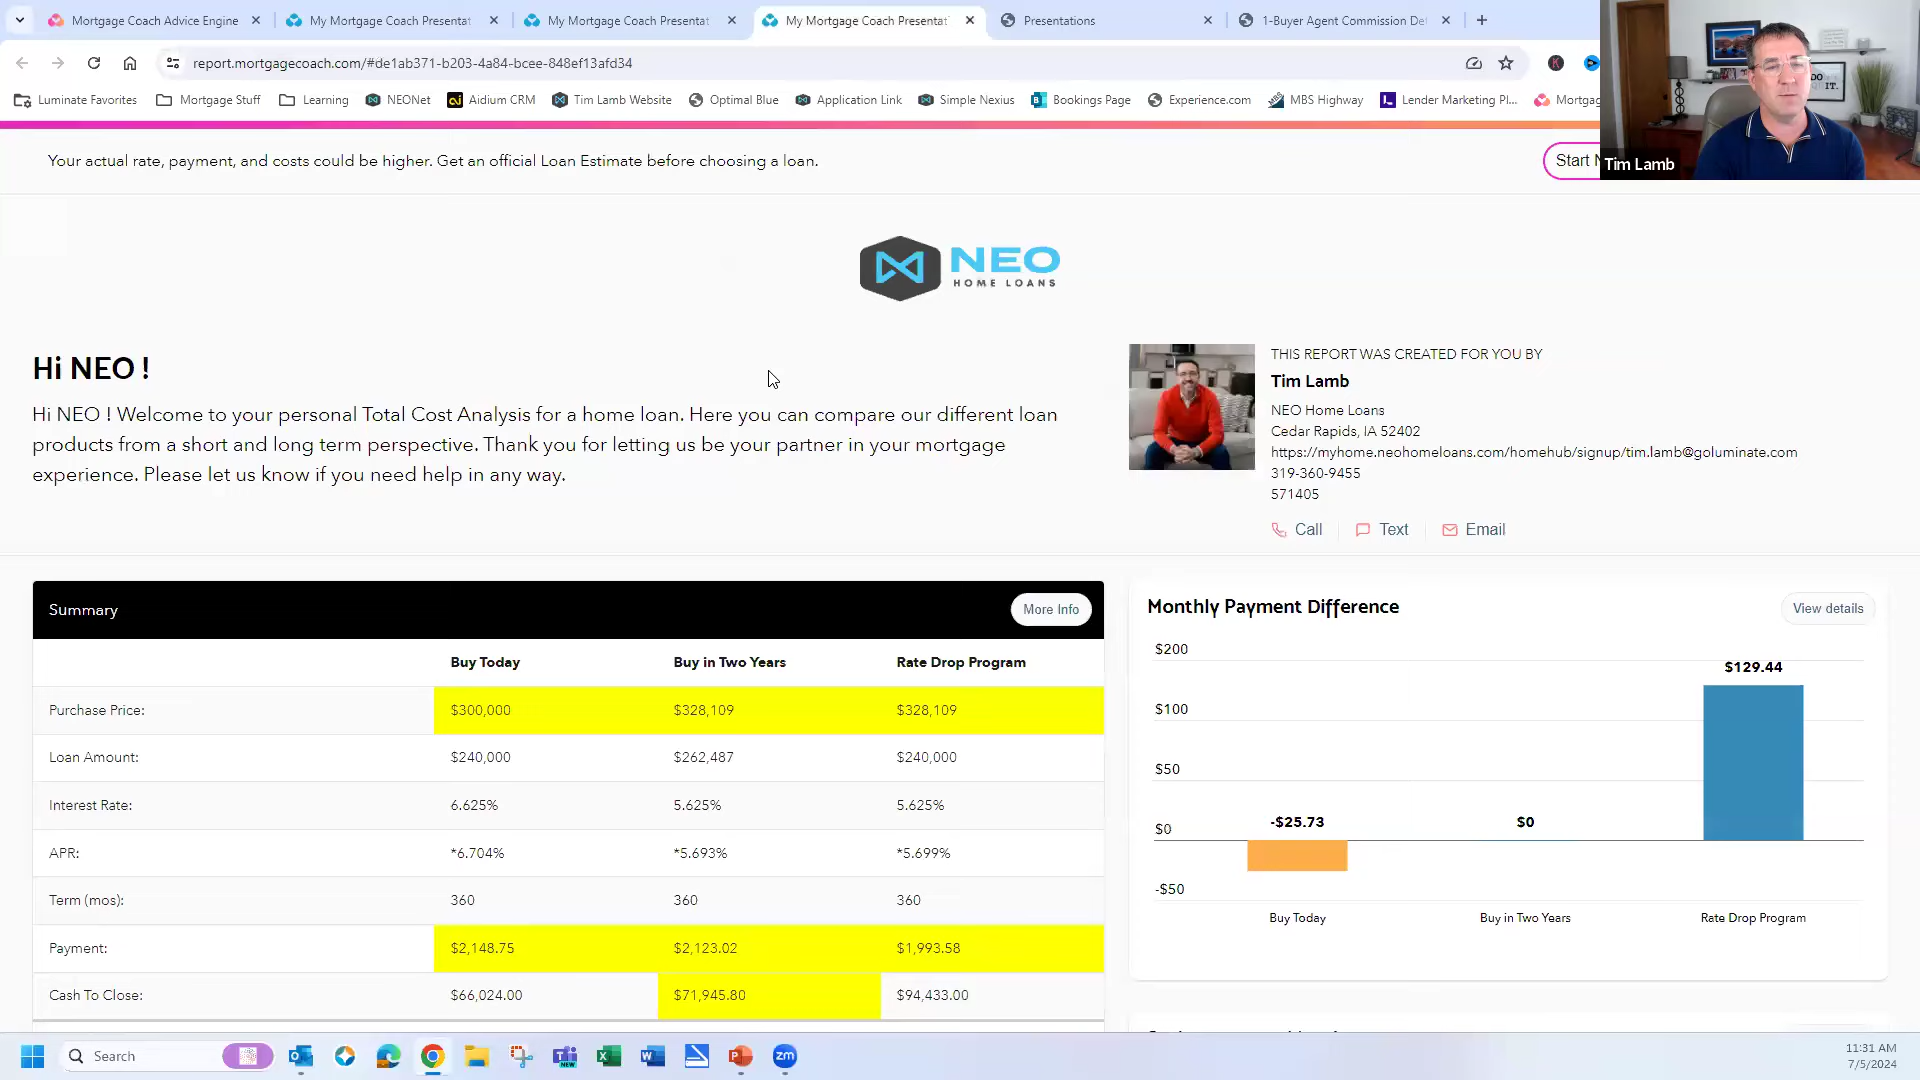 Mortgage Coach Advice Engine
My Mortgage Coach Presentat
My Mortgage Coach Presentat
My Mortgage Coach Presentat
Presentations
1-Buyer Agent Commission De
report.mortgagecoach.com/#de1ab371-b203-4a84-bcee-848ef13afd34
Luminate Favorites
Mortgage Stuff
Learning
NEONet
Aidium CRM
Tim Lamb Website
Optimal Blue
Application Link
Simple Nexius
Bookings Page
Experience.com
MBS Highway
Lender Marketing Pl...
Mortgag
Your actual rate, payment, and costs could be higher. Get an official Loan Estimate before choosing a loan.
Start N
Tim Lamb
NEO
HOME LOANS
Hi NEO !
Hi NEO ! Welcome to your personal Total Cost Analysis for a home loan. Here you can compare our different loan
products from a short and long term perspective. Thank you for letting us be your partner in your mortgage
experience. Please let us know if you need help in any way.
THIS REPORT WAS CREATED FOR YOU BY
Tim Lamb
NEO Home Loans
Cedar Rapids, IA 52402
https://myhome.neohomeloans.com/homehub/signup/tim.lamb@goluminate.com
319-360-9455
571405
Call
Text
Email
Summary
More Info
Buy Today Buy in Two Years Rate Drop Program
Purchase Price: $300,000 $328,109 $328,109
Loan Amount: $240,000 $262,487 $240,000
Interest Rate: 6.625% 5.625% 5.625%
APR: *6.704% *5.693% *5.699%
Term (mos): 360 360 360
Payment: $2,148.75 $2,123.02 $1,993.58
Cash To Close: $66,024.00 $71,945.80 $94,433.00
Monthly Payment Difference
View details
$200
$129.44
$100
$50
-$25.73
$0
$0
-$50
Buy Today
Buy in Two Years
Rate Drop Program
Search
11:31 AM
7/5/2024